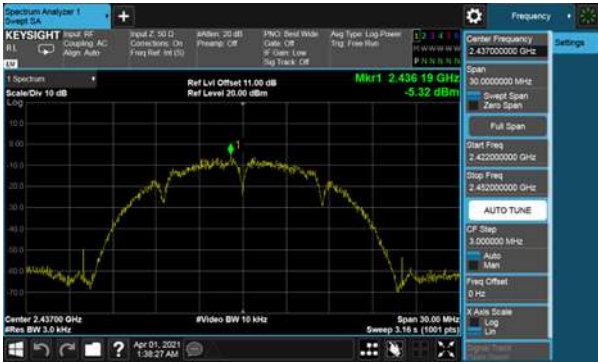 Spectrum Analyzer 1
Swept SA
Frequency
KEYSIGHT
Input: RF
Coupling: AC
Align: Auto
RL
LW
Input Z: 50 Ω
Corrections: On
Freq Ref: Int (S)
#Atten: 20 dB
Preamp: Off
PNO: Best Wide
Gate: Off
IF Gain: Low
Sig Track: Off
Avg Type: Log-Power
Trig: Free Run
1 2 3 4 5 6
M W W W W W
P N N N N N
Center Frequency
2.437000000 GHz
Settings
Span
30.0000000 MHz
Swept Span
Zero Span
Full Span
Start Freq
2.422000000 GHz
Stop Freq
2.452000000 GHz
AUTO TUNE
CF Step
3.000000 MHz
Auto
Man
Freq Offset
0 Hz
X Axis Scale
Log
Lin
Signal Track
1 Spectrum
Scale/Div 10 dB
Log
Ref Lvl Offset 11.00 dB
Ref Level 20.00 dBm
Mkr1 2.436 19 GHz
-5.32 dBm
1
10.0
0.00
-10.0
-20.0
-30.0
-40.0
-50.0
-60.0
-70.0
Center 2.43700 GHz
#Res BW 3.0 kHz
#Video BW 10 kHz
Span 30.00 MHz
Sweep 3.16 s (1001 pts)
Apr 01, 2021
1:38:27 AM